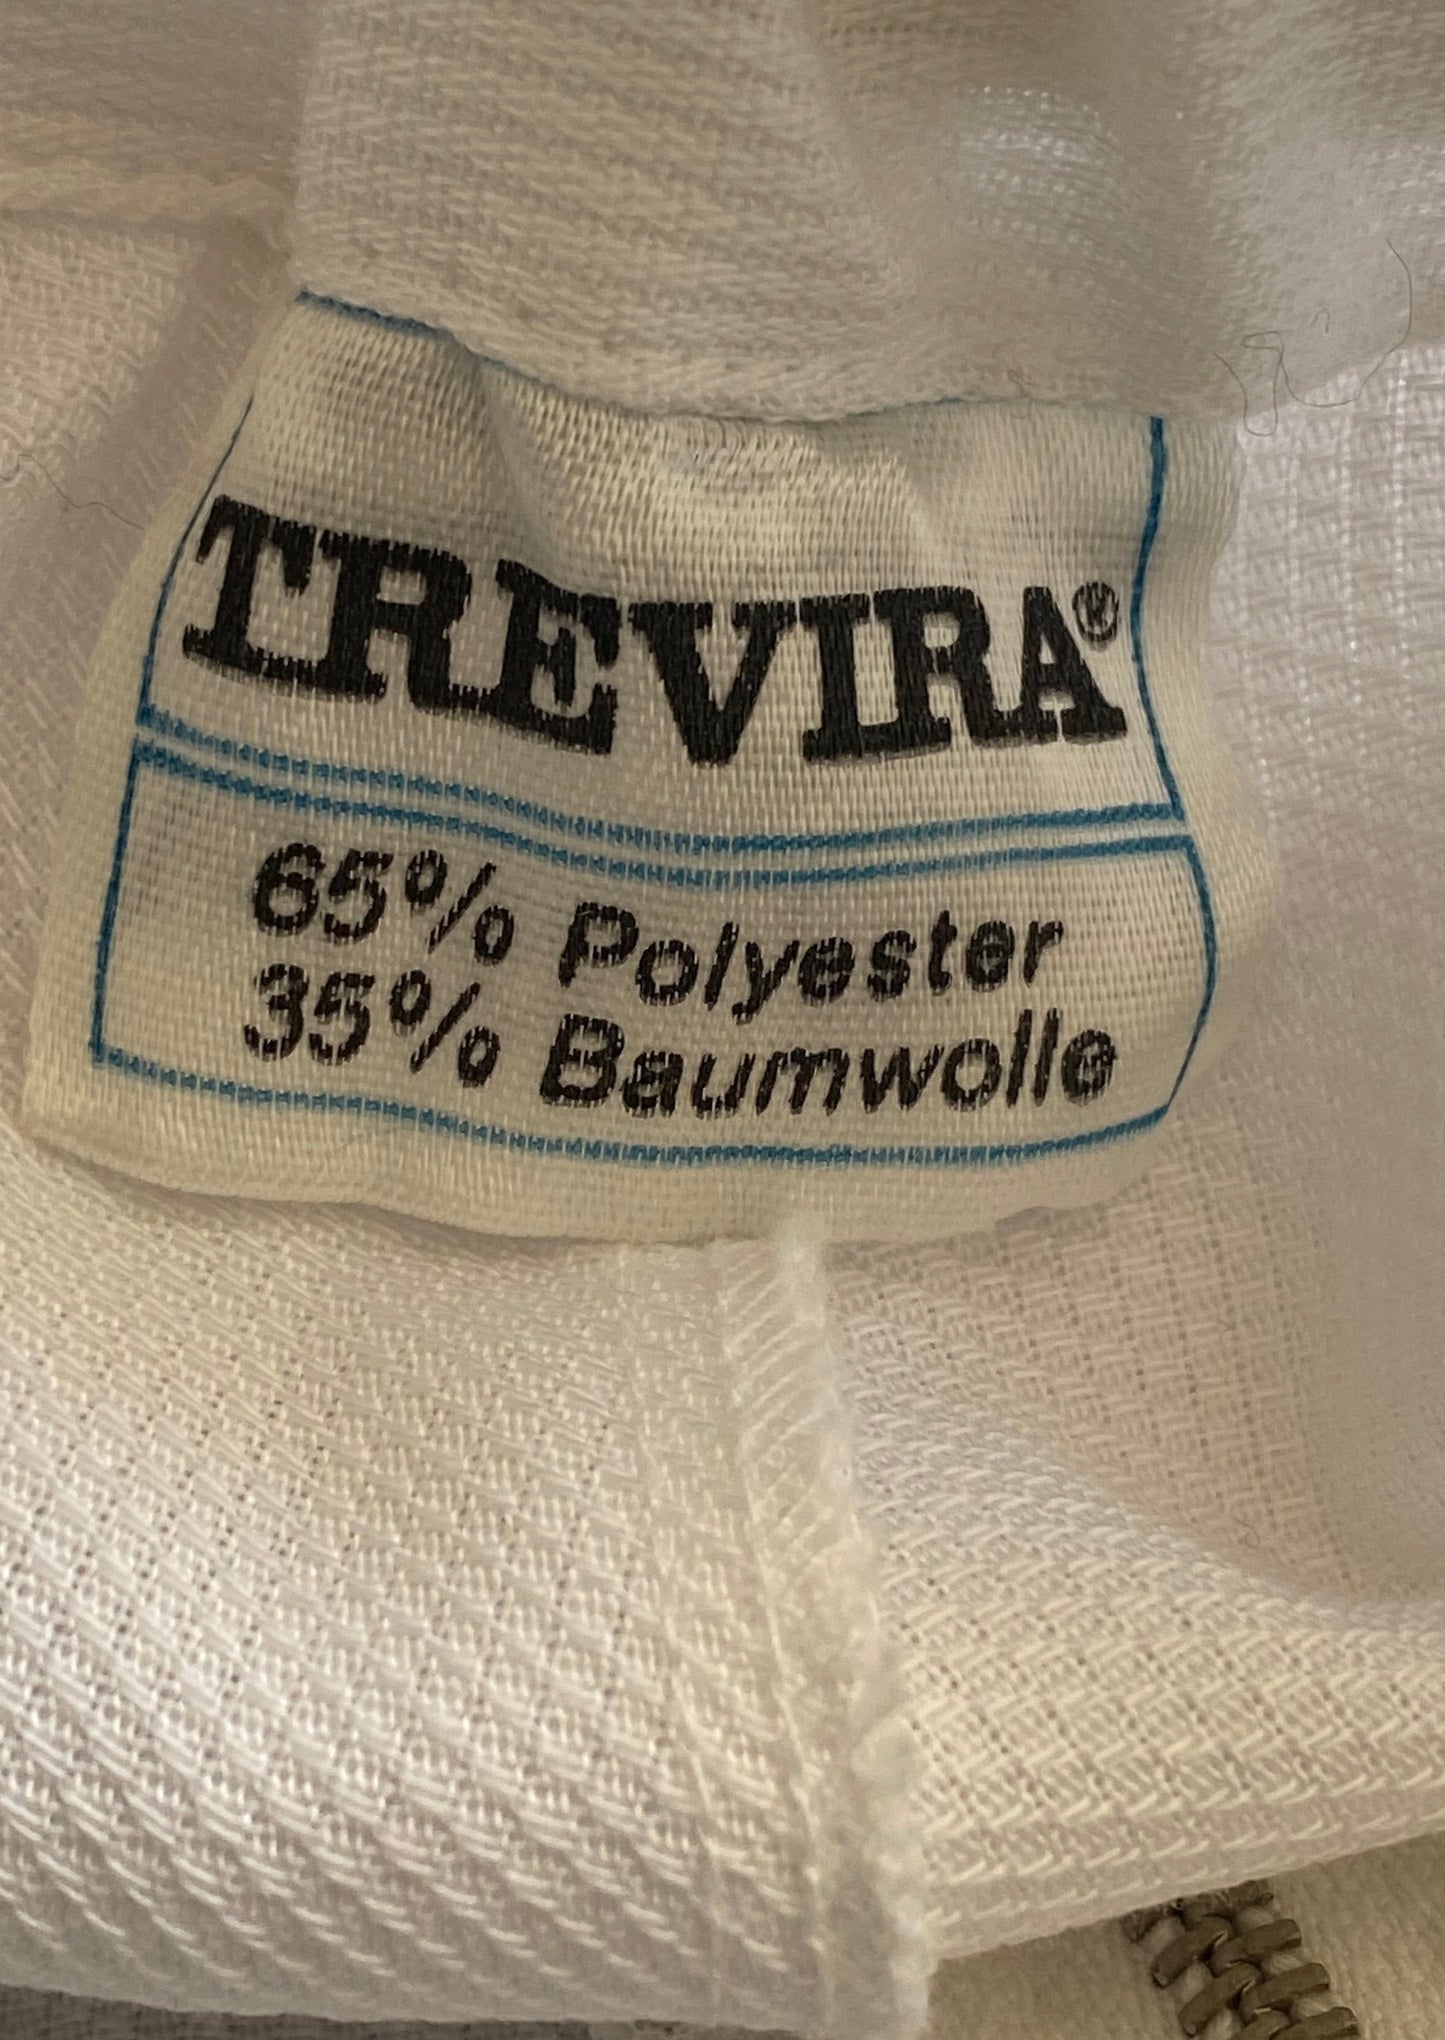 TREVIRA®
65% Polyester
35% Baumwolle